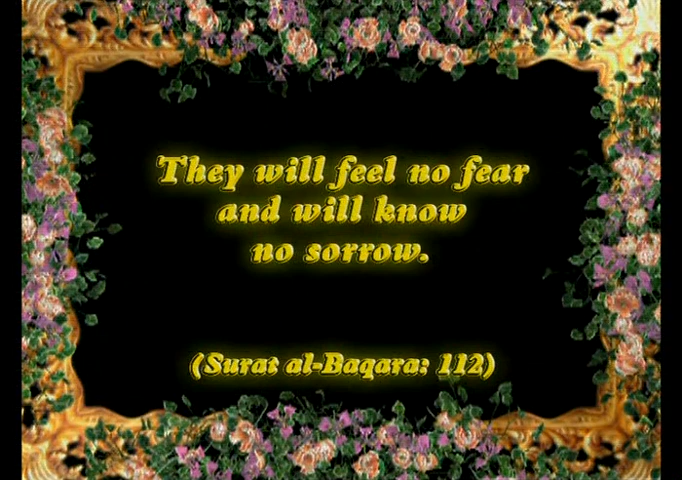 They will feel no fear
and will know
no sorrow.
(Surat al-Baqara: 112)